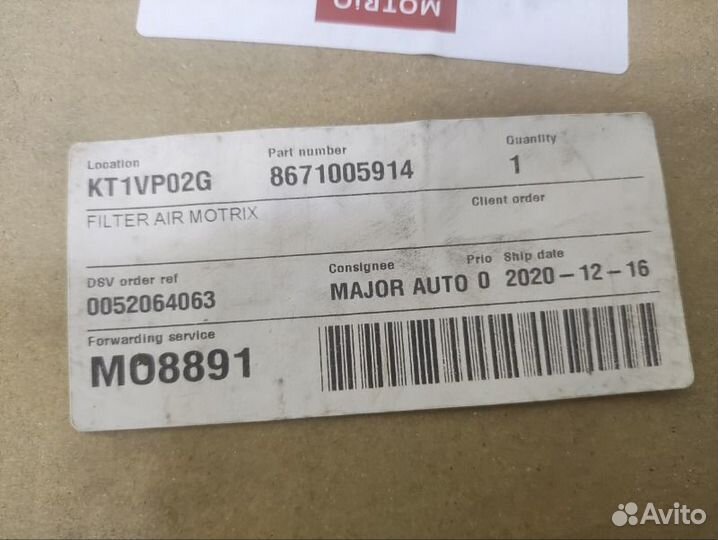 MOTRIO
Location Part number Quantity
KT1VP02G 8671005914 1
FILTER AIR MOTRIX Client order
DSV order ref Consignee Prio Ship date
0052064063 MAJOR AUTO 0 2020-12-16
Forwarding service
MO8891
Avito